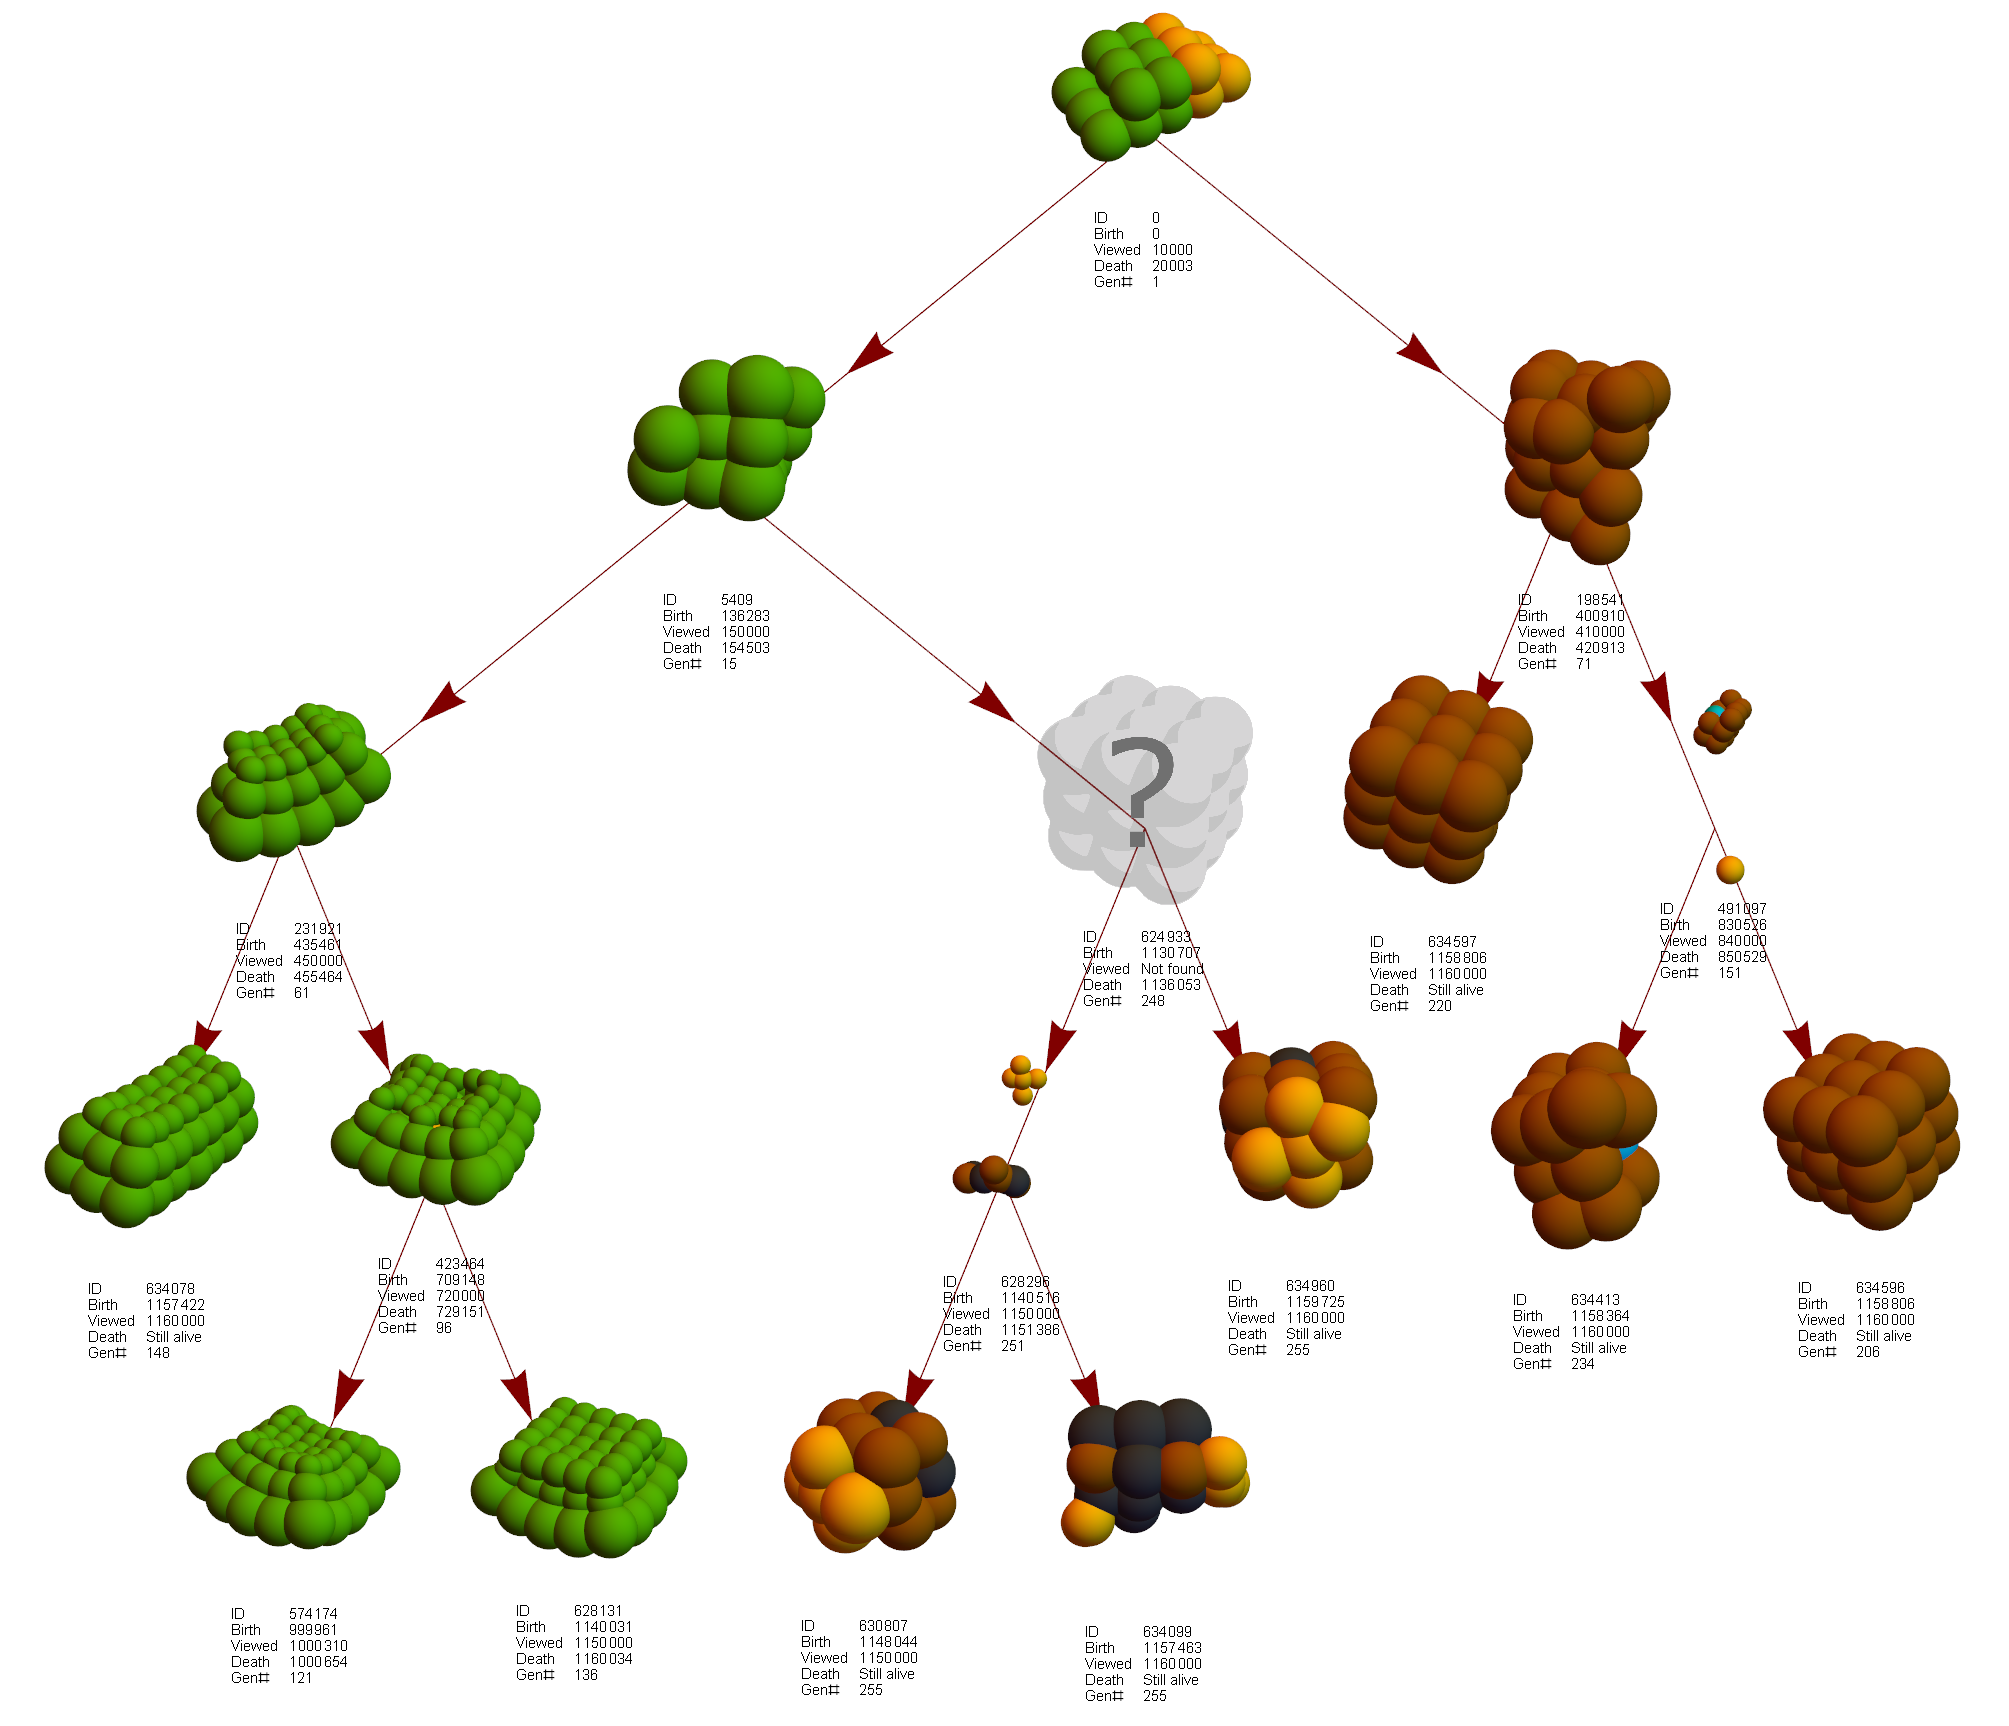 ID 0
Birth 0
Viewed 10000
Death 20003
Gen# 1
ID 5409
Birth 136283
Viewed 150000
Death 154503
Gen# 15
ID 198541
Birth 400910
Viewed 410000
Death 420913
Gen# 71
?
ID 231921
Birth 435461
Viewed 450000
Death 455464
Gen# 61
ID 624933
Birth 1130707
Viewed Not found
Death 1136053
Gen# 248
ID 634597
Birth 1158806
Viewed 1160000
Death Still alive
Gen# 220
ID 491097
Birth 830526
Viewed 840000
Death 850529
Gen# 151
ID 634078
Birth 1157422
Viewed 1160000
Death Still alive
Gen# 148
ID 423464
Birth 709148
Viewed 720000
Death 729151
Gen# 96
ID 628296
Birth 1140516
Viewed 1150000
Death 1151386
Gen# 251
ID 634960
Birth 1159725
Viewed 1160000
Death Still alive
Gen# 255
ID 634413
Birth 1158364
Viewed 1160000
Death Still alive
Gen# 234
ID 634596
Birth 1158806
Viewed 1160000
Death Still alive
Gen# 206
ID 574174
Birth 999961
Viewed 1000310
Death 1000654
Gen# 121
ID 628131
Birth 1140031
Viewed 1150000
Death 1160034
Gen# 136
ID 630807
Birth 1148044
Viewed 1150000
Death Still alive
Gen# 255
ID 634099
Birth 1157463
Viewed 1160000
Death Still alive
Gen# 255